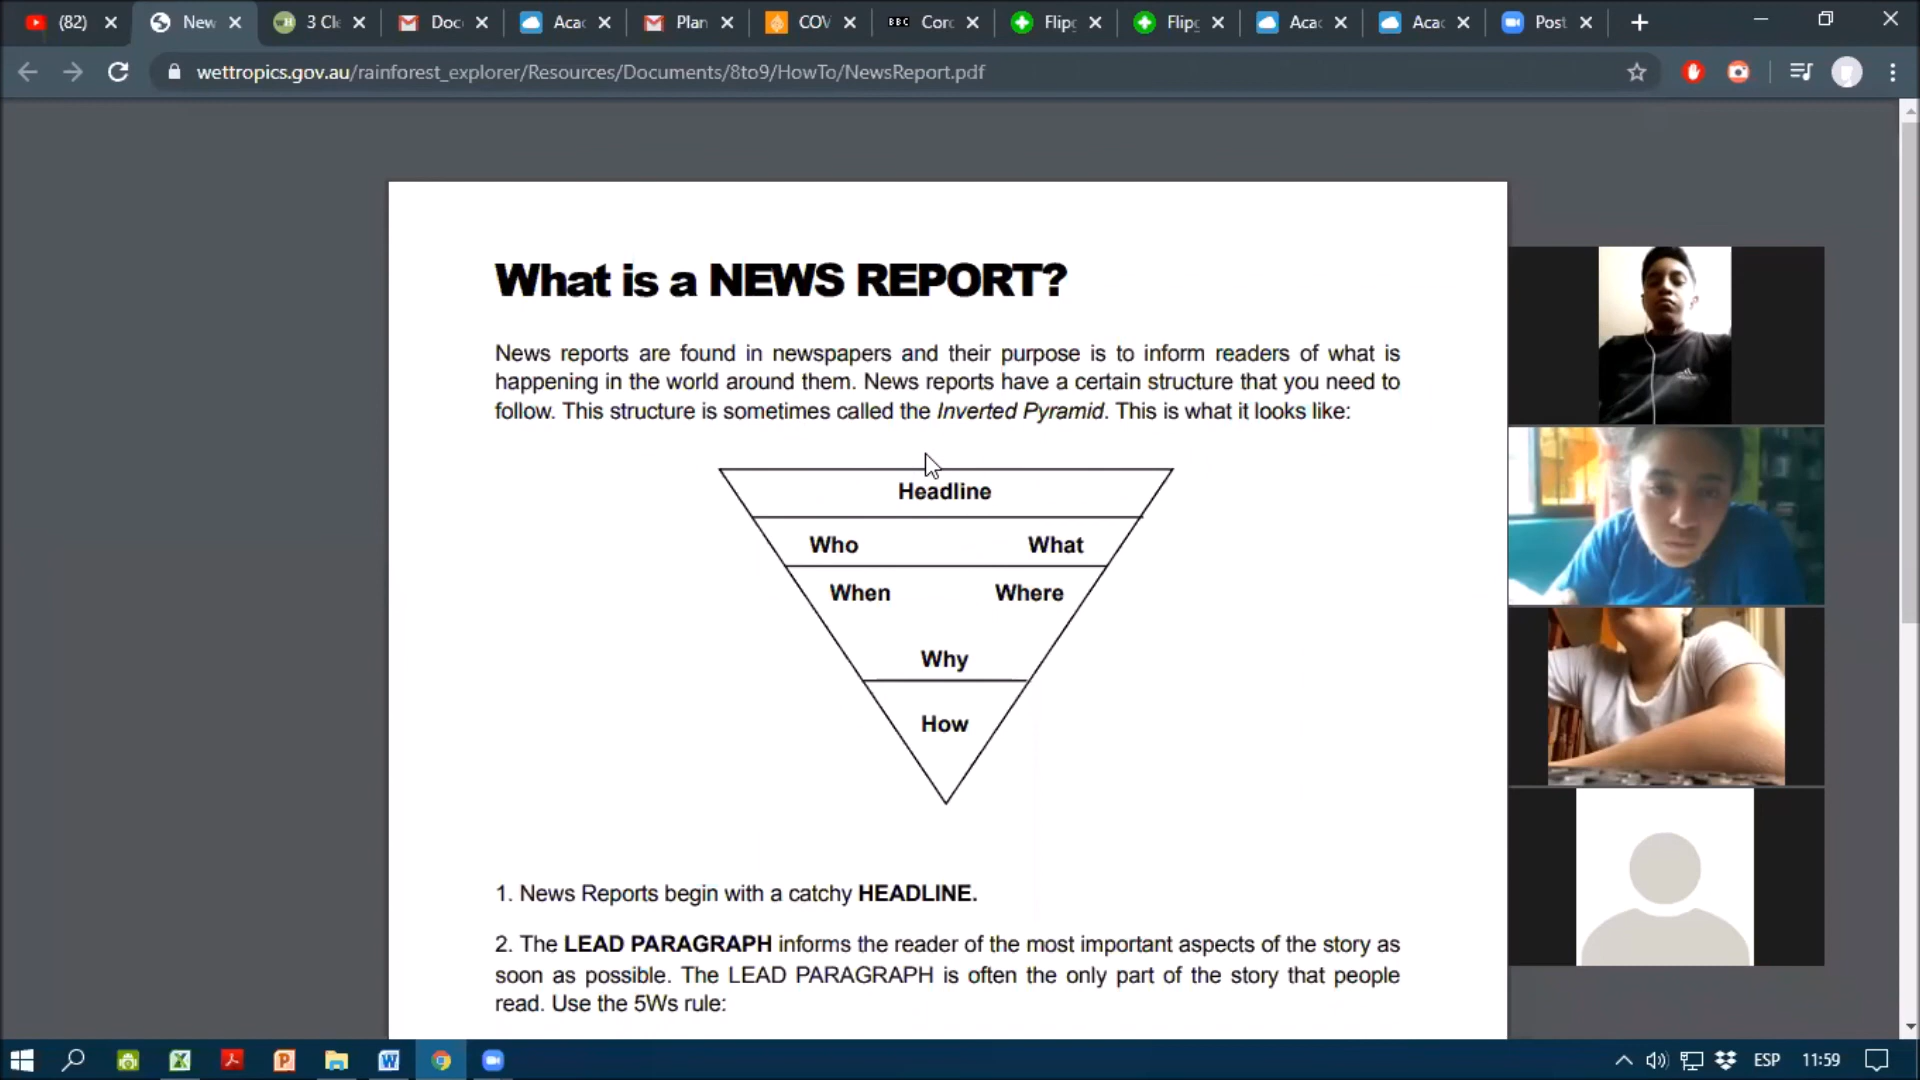 (82)
New
3 Cle
Doc
Aca
Plan
COV
BBC Cor
Flip
Flip
Aca
Aca
Post
wettropics.gov.au/rainforest_explorer/Resources/Documents/8to9/HowTo/NewsReport.pdf
What is a NEWS REPORT?
News reports are found in newspapers and their purpose is to inform readers of what is
happening in the world around them. News reports have a certain structure that you need to
follow. This structure is sometimes called the Inverted Pyramid. This is what it looks like:
Headline
Who What
When Where
Why
How
1. News Reports begin with a catchy HEADLINE.
2. The LEAD PARAGRAPH informs the reader of the most important aspects of the story as
soon as possible. The LEAD PARAGRAPH is often the only part of the story that people
read. Use the 5Ws rule:
adidas
ESP 11:59